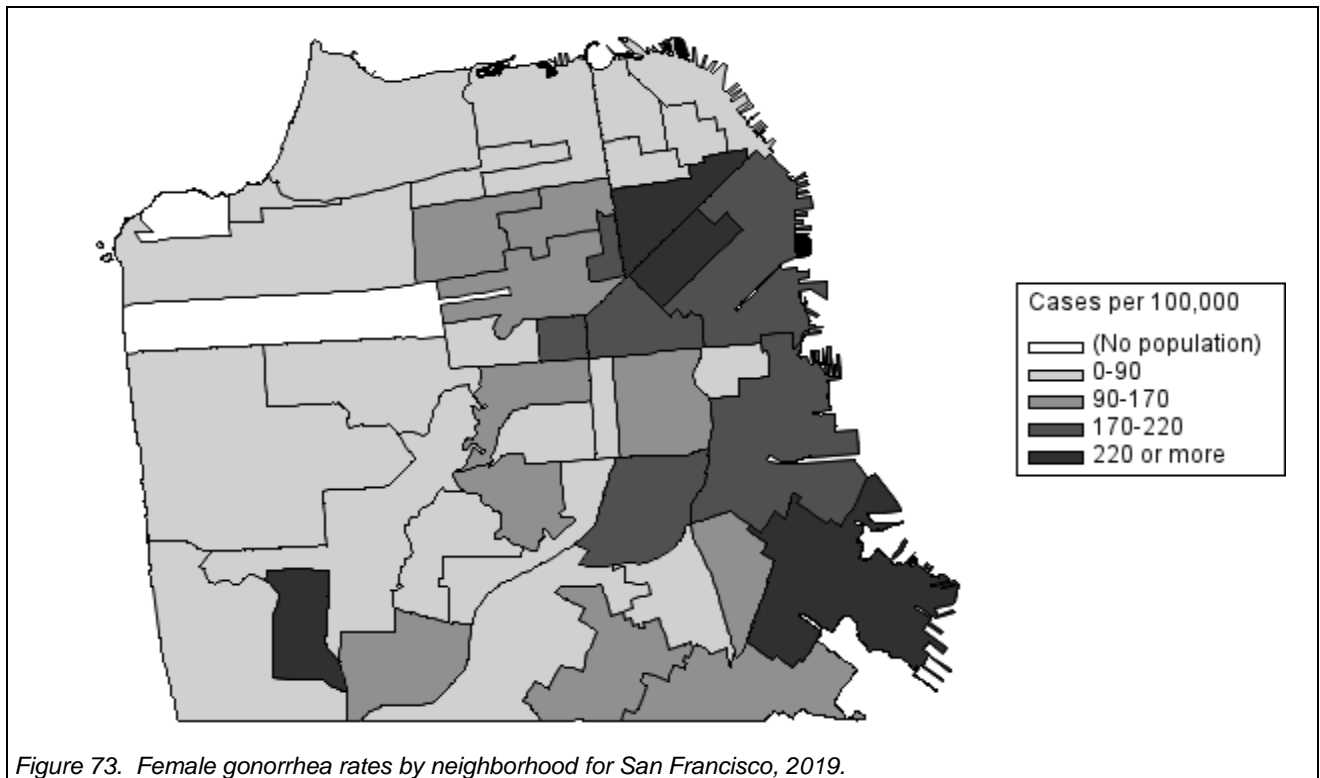 Cases per 100,000
(No population)
0-90
90-170
170-220
220 or more
Figure 73. Female gonorrhea rates by neighborhood for San Francisco, 2019.